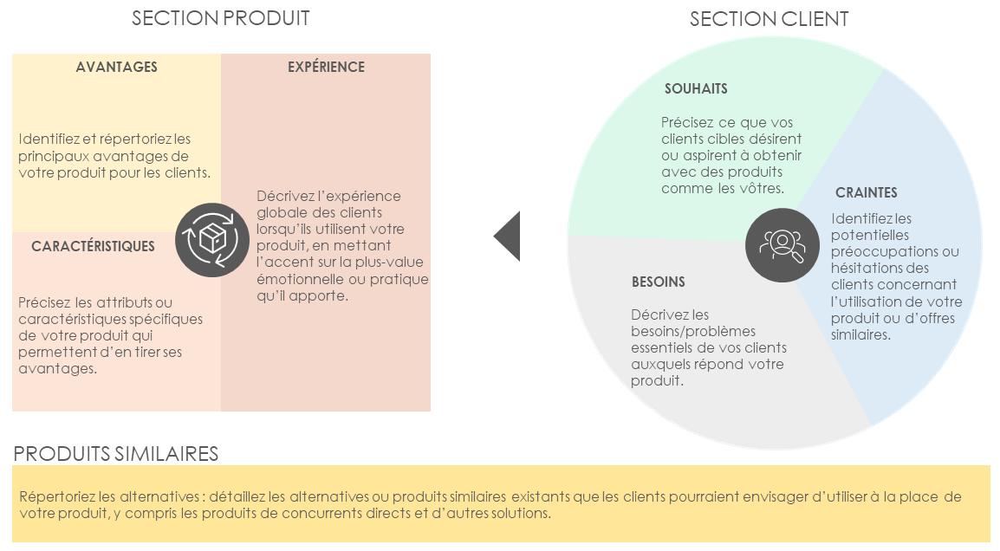 SECTION PRODUIT
AVANTAGES
Identifiez et répertoriez les
principaux avantages de
votre produit pour les clients.
EXPÉRIENCE
Décrivez l’expérience
globale des clients
lorsqu’ils utilisent votre
produit, en mettant
l’accent sur la plus-value
émotionnelle ou pratique
qu’il apporte.
CARACTÉRISTIQUES
Précisez les attributs ou
caractéristiques spécifiques
de votre produit qui
permettent d’en tirer ses
avantages.
SECTION CLIENT
SOUHAITS
Précisez ce que vos
clients cibles désirent
ou aspirent à obtenir
avec des produits
comme les vôtres.
CRAINTES
Identifiez les
potentielles
préoccupations ou
hésitations des
clients concernant
l’utilisation de votre
produit ou d’offres
similaires.
BESOINS
Décrivez les
besoins/problèmes
essentiels de vos clients
auxquels répond votre
produit.
PRODUITS SIMILAIRES
Répertoriez les alternatives : détaillez les alternatives ou produits similaires existants que les clients pourraient envisager d’utiliser à la place de
votre produit, y compris les produits de concurrents directs et d’autres solutions.